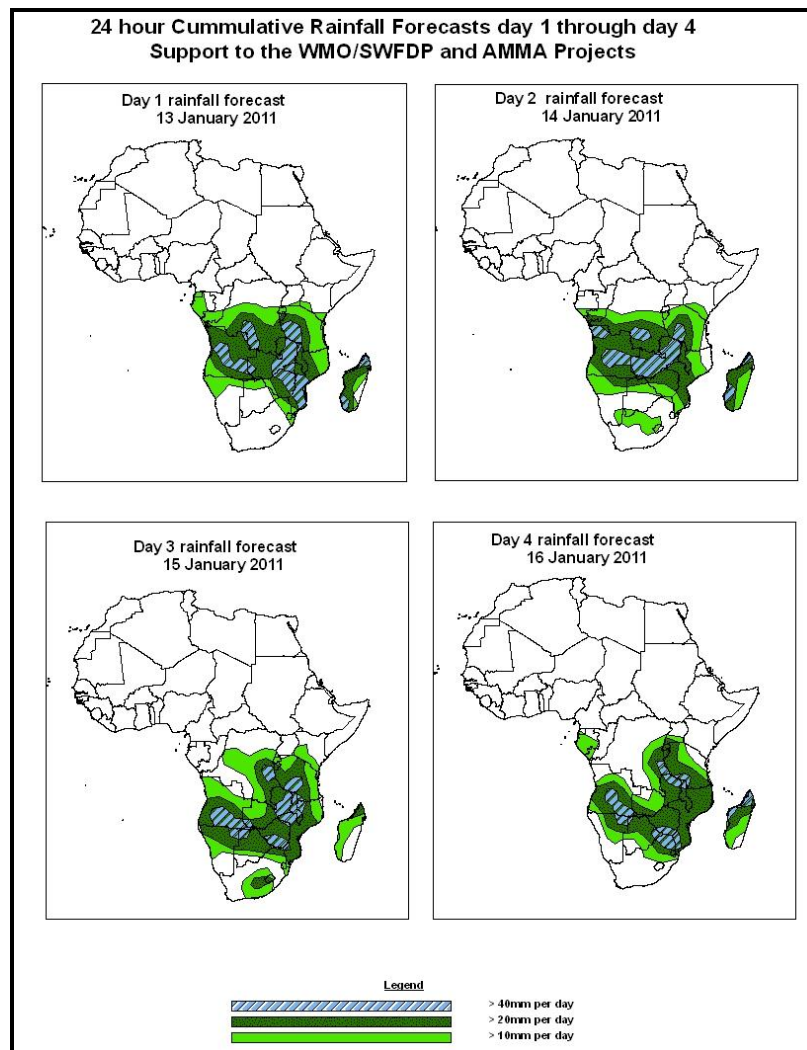 24 hour Cummulative Rainfall Forecasts day 1 through day 4
Support to the WMO/SWFDP and AMMA Projects
Day 1 rainfall forecast
13 January 2011
Day 2 rainfall forecast
14 January 2011
Day 3 rainfall forecast
15 January 2011
Day 4 rainfall forecast
16 January 2011
Legend
> 40mm per day
> 20mm per day
> 10mm per day